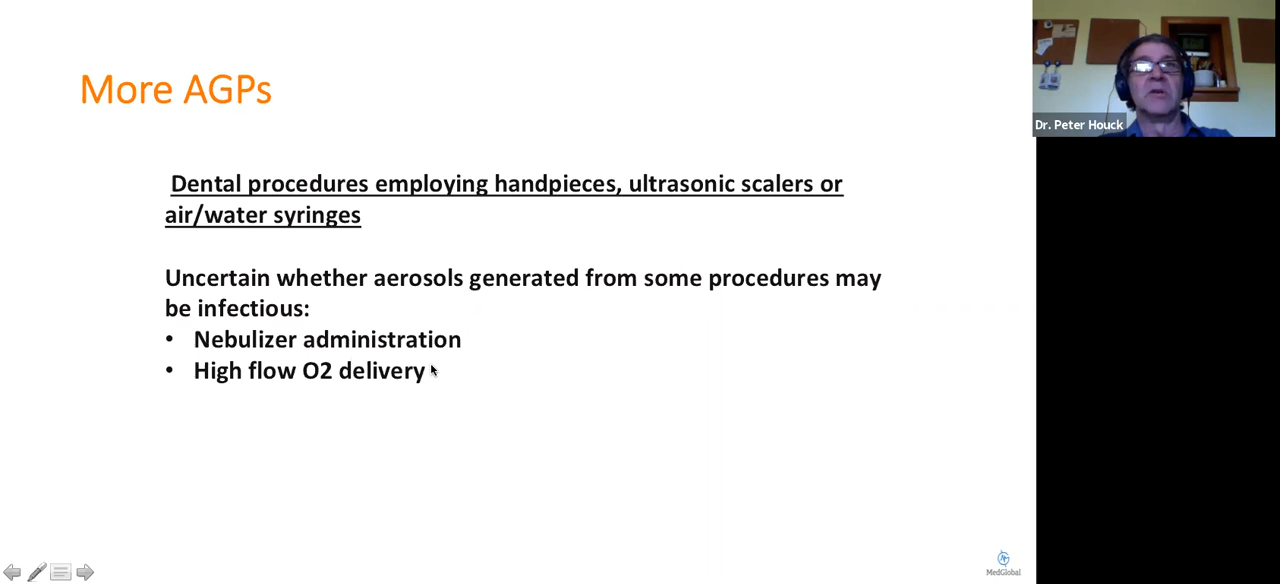 More AGPs
Dental procedures employing handpieces, ultrasonic scalers or
air/water syringes
Uncertain whether aerosols generated from some procedures may
be infectious:
• Nebulizer administration
• High flow O2 delivery
Dr. Peter Houck
MedGlobal